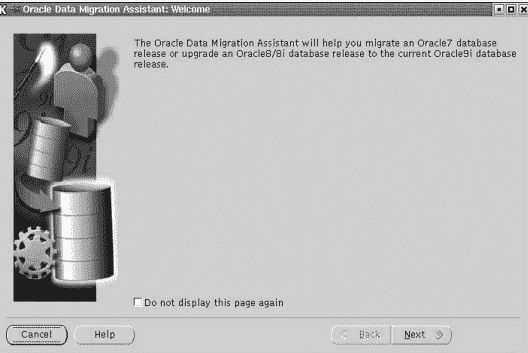 Oracle Data Migration Assistant: Welcome
The Oracle Data Migration Assistant will help you migrate an Oracle7 database
release or upgrade an Oracle8/8i database release to the current Oracle9i database
release.
9i
Do not display this page again
Cancel
Help
Back
Next